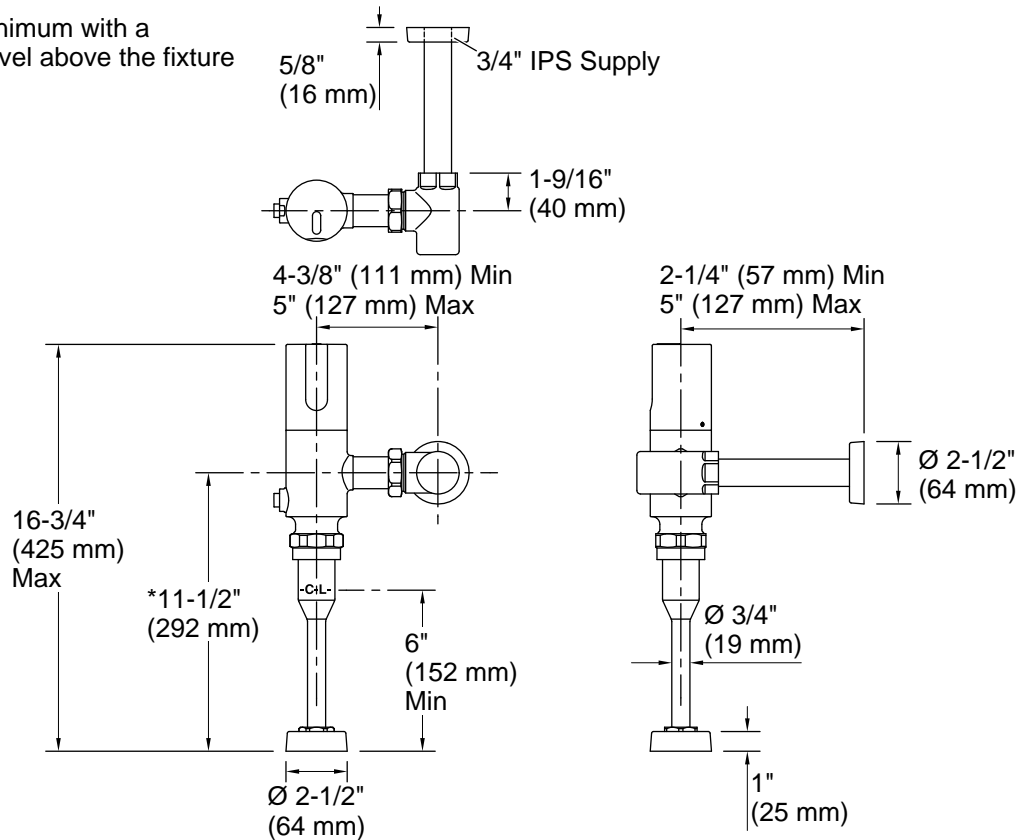 nimum with a
vel above the fixture
5/8"
(16 mm)
3/4" IPS Supply
1-9/16"
(40 mm)
4-3/8" (111 mm) Min
5" (127 mm) Max
2-1/4" (57 mm) Min
5" (127 mm) Max
Ø 2-1/2"
(64 mm)
16-3/4"
(425 mm)
Max
*11-1/2"
(292 mm)
-C-L-
6"
(152 mm)
Min
Ø 3/4"
(19 mm)
Ø 2-1/2"
(64 mm)
1"
(25 mm)